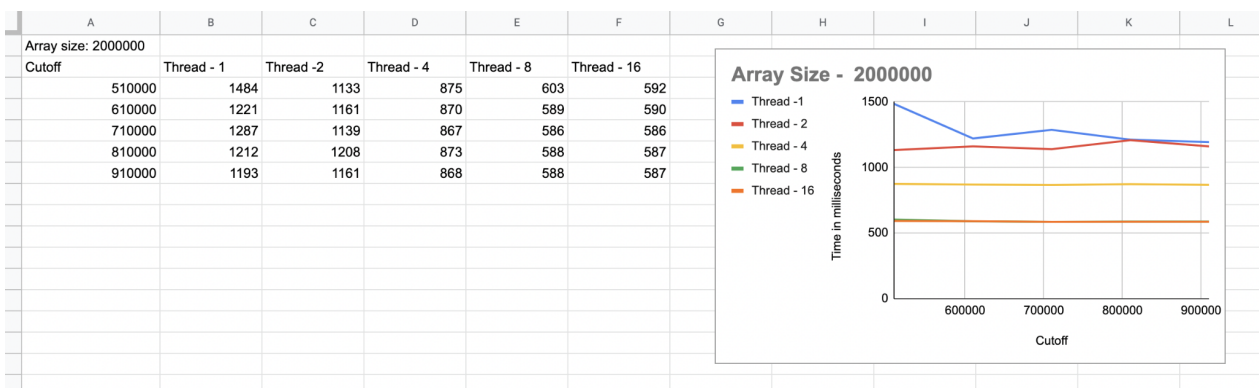 A B C D E F G H I J K L
Array size: 2000000
Cutoff Thread - 1 Thread -2 Thread - 4 Thread - 8 Thread - 16
510000 1484 1133 875 603 592
610000 1221 1161 870 589 590
710000 1287 1139 867 586 586
810000 1212 1208 873 588 587
910000 1193 1161 868 588 587
Array Size - 2000000
Thread -1
Thread - 2
Thread - 4
Thread - 8
Thread - 16
Time in milliseconds
1500
1000
500
0
600000 700000 800000 900000
Cutoff